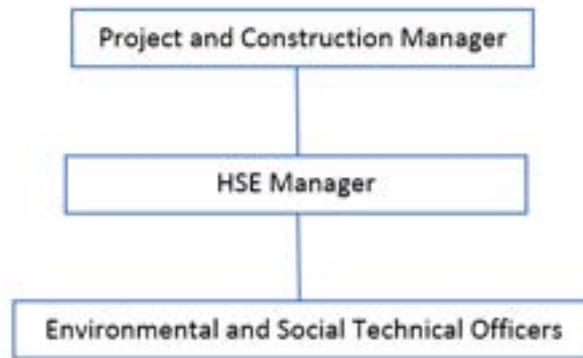 Project and Construction Manager
HSE Manager
Environmental and Social Technical Officers